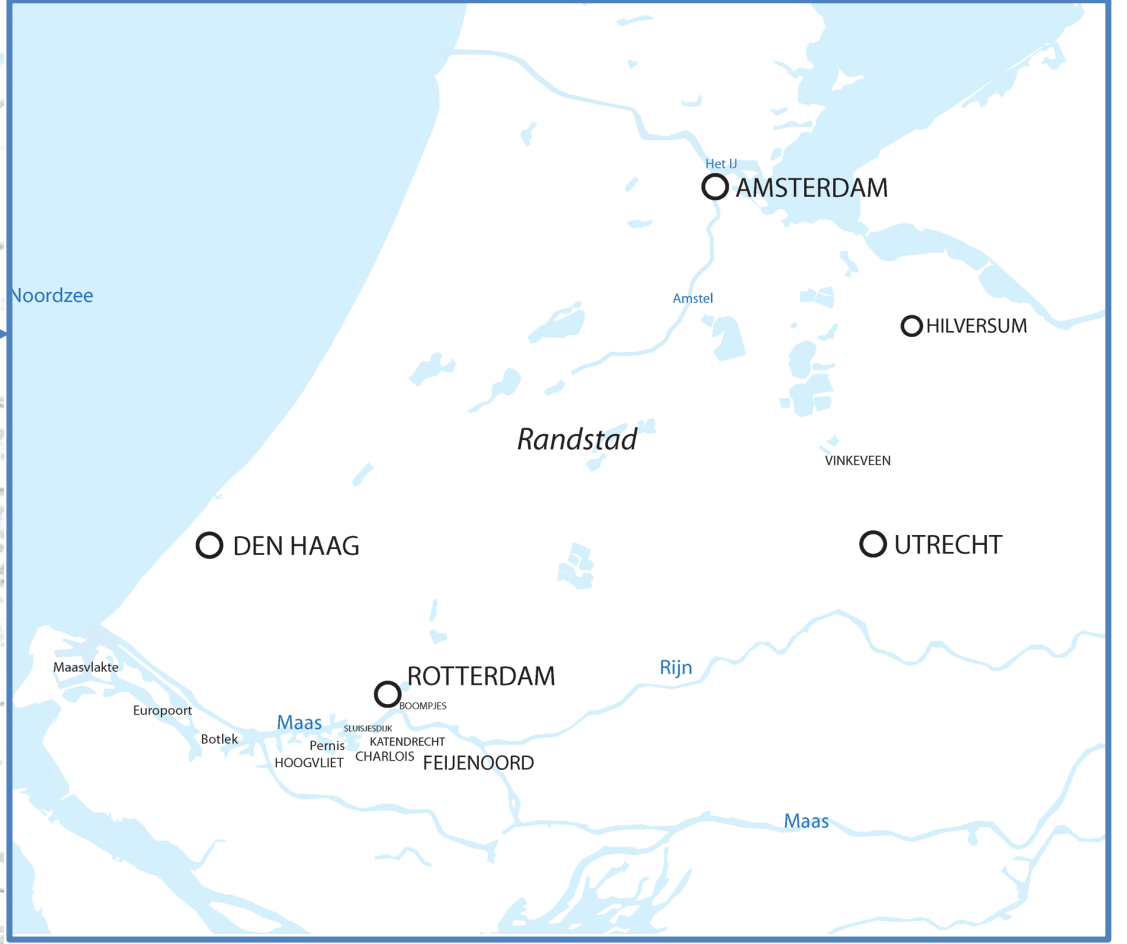 Het IJ
AMSTERDAM
Noordzee
Amstel
HILVERSUM
Randstad
VINKEVEEN
DEN HAAG
UTRECHT
Maasvlakte
Rijn
ROTTERDAM
BOOMPJES
Europoort
Maas
SLUISJESDIJK
Botlek
Pernis
KATENDRECHT
HOOGVLIET
CHARLOIS
FEIJENOORD
Maas